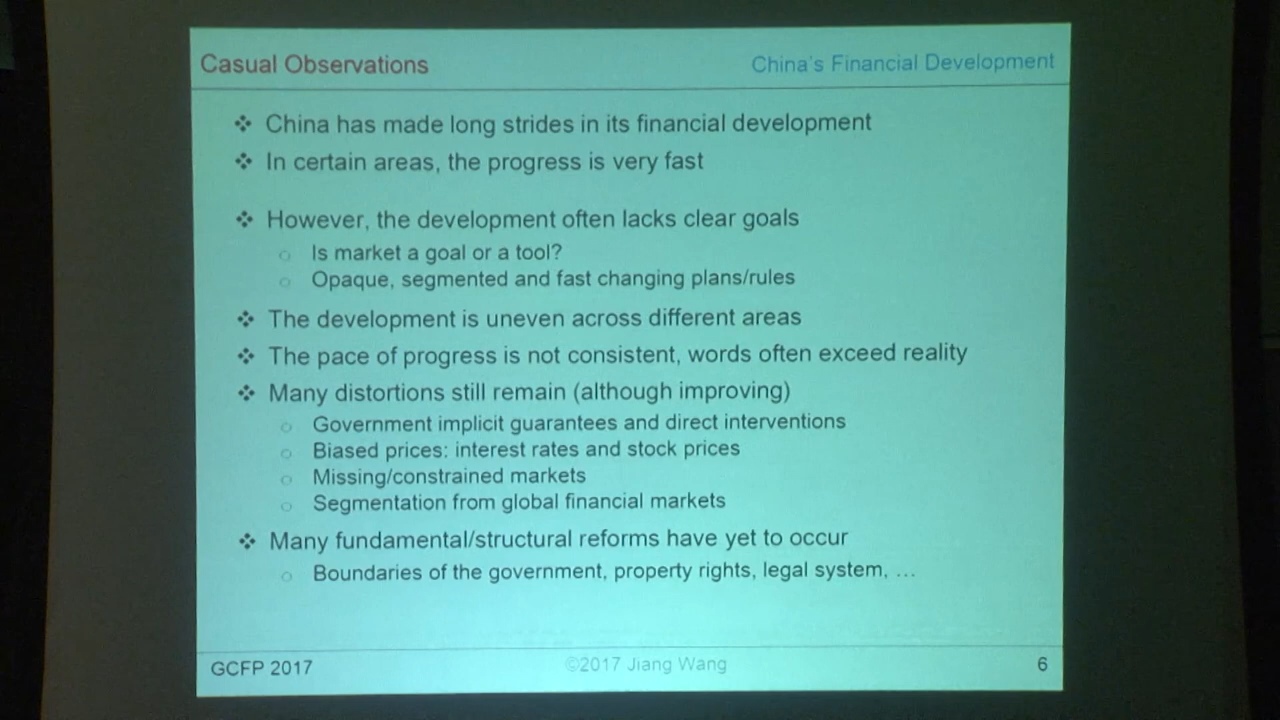 Casual Observations
China's Financial Development
❖ China has made long strides in its financial development
❖ In certain areas, the progress is very fast
❖ However, the development often lacks clear goals
○ Is market a goal or a tool?
○ Opaque, segmented and fast changing plans/rules
❖ The development is uneven across different areas
❖ The pace of progress is not consistent, words often exceed reality
❖ Many distortions still remain (although improving)
○ Government implicit guarantees and direct interventions
○ Biased prices: interest rates and stock prices
○ Missing/constrained markets
○ Segmentation from global financial markets
❖ Many fundamental/structural reforms have yet to occur
○ Boundaries of the government, property rights, legal system, …
GCFP 2017
©2017 Jiang Wang
6